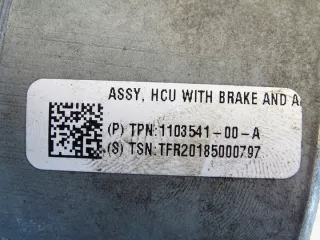 ASSY, HCU WITH BRAKE AND A
(P) TPN:1103541-00-A
(S) TSN:TFR20185000797